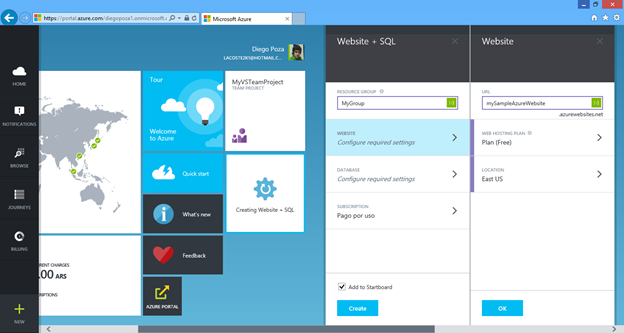 https://portal.azure.com/diegopoza1.onmicrosoft.c
Microsoft Azure
Diego Poza
LACOSTE2K1@HOTMAIL.C...
HOME
NOTIFICATIONS
BROWSE
JOURNEYS
BILLING
NEW
Tour
Welcome
to Azure
MyVSTeamProject
TEAM PROJECT
Quick start
What's new
Creating Website + SQL
Feedback
AZURE PORTAL
RRENT CHARGES
.00 ARS
RIPTIONS
Website + SQL
RESOURCE GROUP
MyGroup
WEBSITE
Configure required settings
DATABASE
Configure required settings
SUBSCRIPTION
Pago por uso
Add to Startboard
Create
Website
URL
mySampleAzureWebsite
.azurewebsites.net
WEB HOSTING PLAN
Plan (Free)
LOCATION
East US
OK